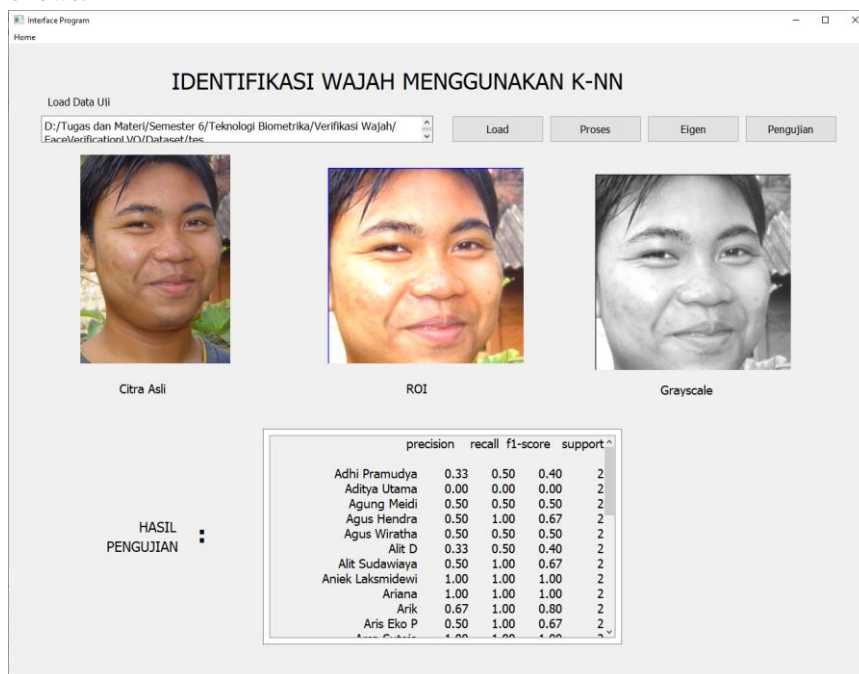 Interface Program
Home
IDENTIFIKASI WAJAH MENGGUNAKAN K-NN
Load Data UII
D:/Tugas dan Materi/Semester 6/Teknologi Biometrika/Verifikasi Wajah/
FaceVerificationLVQ/Dataset/tes
Load Proses Eigen Pengujian
Citra Asli ROI Grayscale
HASIL
PENGUJIAN :
precision recall f1-score support
Adhi Pramudya 0.33 0.50 0.40 2
Aditya Utama 0.00 0.00 0.00 2
Agung Meidi 0.50 0.50 0.50 2
Agus Hendra 0.50 1.00 0.67 2
Agus Wiratha 0.50 0.50 0.50 2
Alit D 0.33 0.50 0.40 2
Alit Sudawiaya 0.50 1.00 0.67 2
Aniek Laksmidewi 1.00 1.00 1.00 2
Ariana 1.00 1.00 1.00 2
Arik 0.67 1.00 0.80 2
Aris Eko P 0.50 1.00 0.67 2